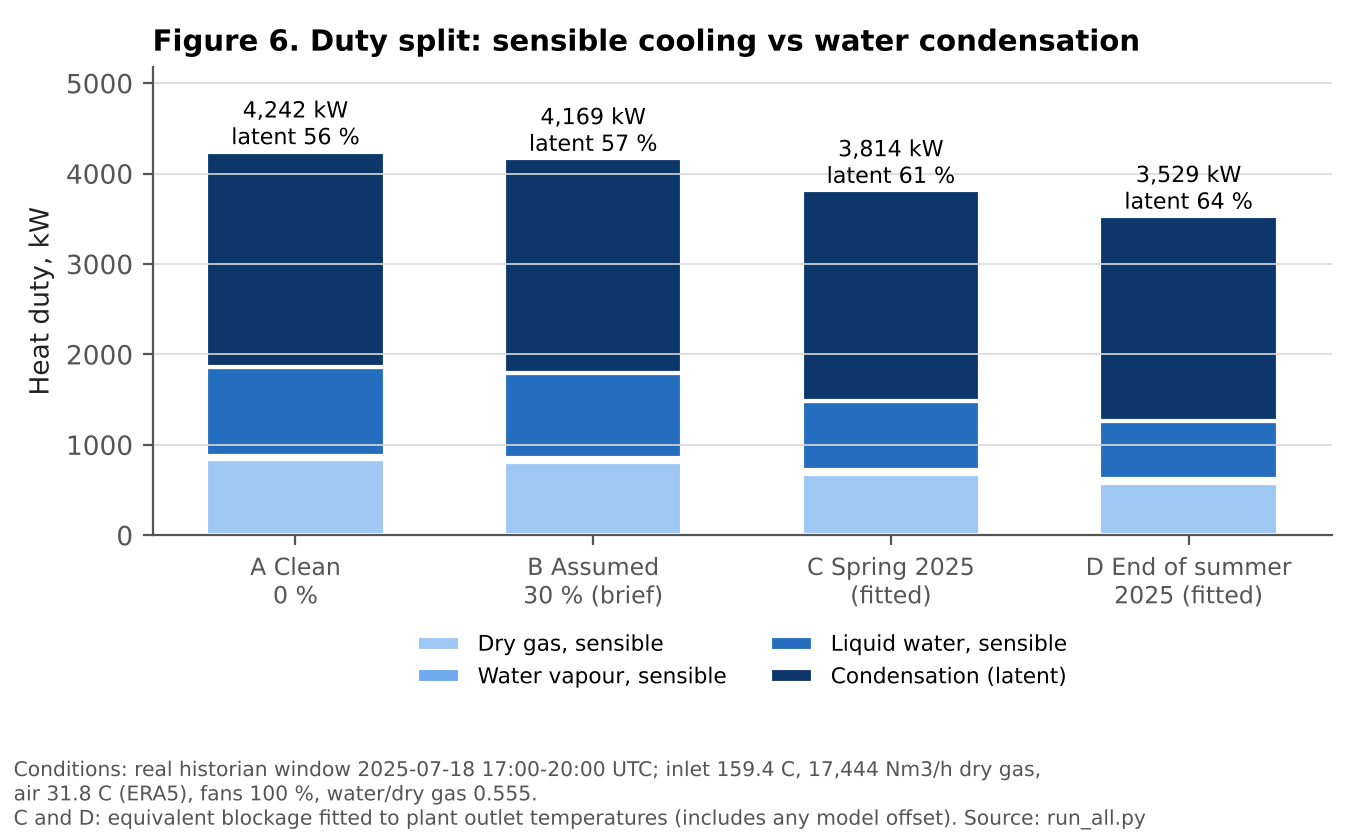 Figure 6. Duty split: sensible cooling vs water condensation
Heat duty, kW
5000
4000
3000
2000
1000
0
4,242 kW
latent 56 %
4,169 kW
latent 57 %
3,814 kW
latent 61 %
3,529 kW
latent 64 %
A Clean
0 %
B Assumed
30 % (brief)
C Spring 2025
(fitted)
D End of summer
2025 (fitted)
Dry gas, sensible
Water vapour, sensible
Liquid water, sensible
Condensation (latent)
Conditions: real historian window 2025-07-18 17:00-20:00 UTC; inlet 159.4 C, 17,444 Nm3/h dry gas,
air 31.8 C (ERA5), fans 100 %, water/dry gas 0.555.
C and D: equivalent blockage fitted to plant outlet temperatures (includes any model offset). Source: run_all.py